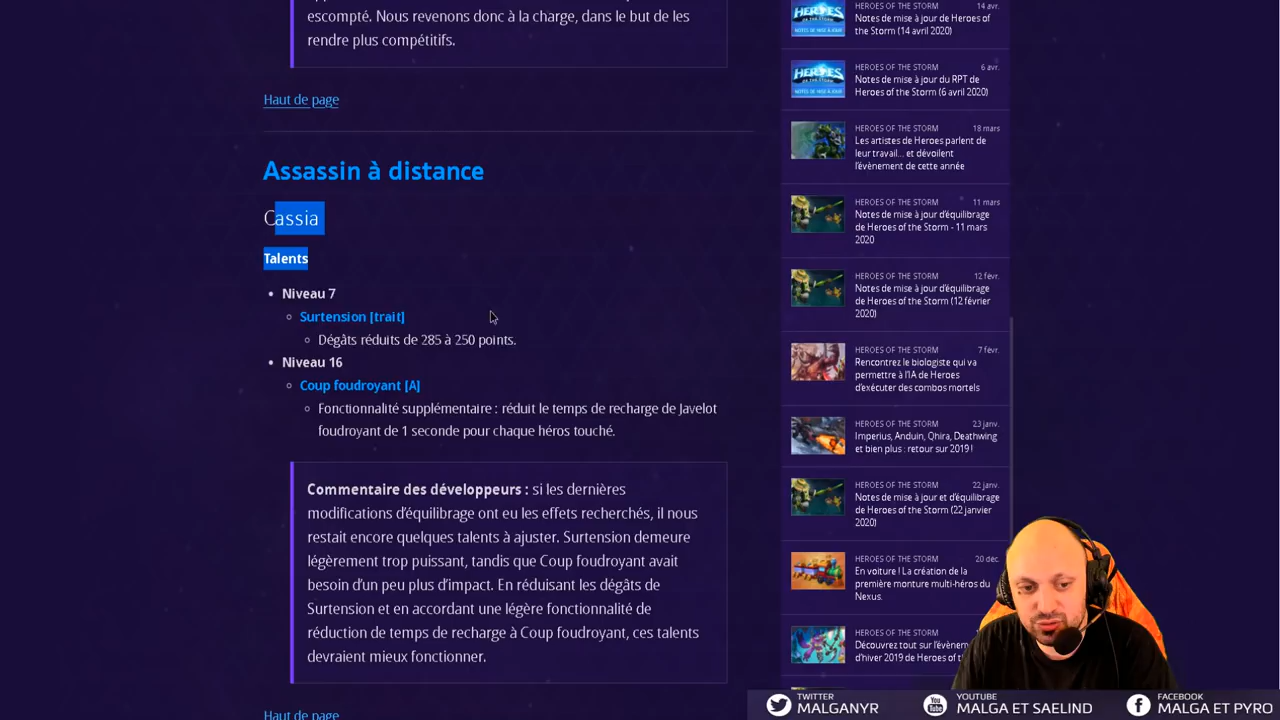 escompté. Nous revenons donc à la charge, dans le but de les
rendre plus compétitifs.
Haut de page
Assassin à distance
Cassia
Talents
Niveau 7
Surtension [trait]
Dégâts réduits de 285 à 250 points.
Niveau 16
Coup foudroyant [A]
Fonctionnalité supplémentaire : réduit le temps de recharge de Javelot
foudroyant de 1 seconde pour chaque héros touché.
Commentaire des développeurs : si les dernières
modifications d'équilibrage ont eu les effets recherchés, il nous
restait encore quelques talents à ajuster. Surtension demeure
légèrement trop puissant, tandis que Coup foudroyant avait
besoin d'un peu plus d'impact. En réduisant les dégâts de
Surtension et en accordant une légère fonctionnalité de
réduction de temps de recharge à Coup foudroyant, ces talents
devraient mieux fonctionner.
Haut de page
HEROES OF THE STORM 14 avr.
Notes de mise à jour de Heroes of
the Storm (14 avril 2020)
HEROES OF THE STORM 6 avr.
Notes de mise à jour du RPT de
Heroes of the Storm (6 avril 2020)
HEROES OF THE STORM 18 mars
Les artistes de Heroes parlent de
leur travail... et dévoilent
l'évènement de cette année
HEROES OF THE STORM 11 mars
Notes de mise à jour d'équilibrage
de Heroes of the Storm - 11 mars
2020
HEROES OF THE STORM 12 févr.
Notes de mise à jour d'équilibrage
de Heroes of the Storm (12 février
2020)
HEROES OF THE STORM 7 févr.
Rencontrez le biologiste qui va
permettre à l'IA de Heroes
d'exécuter des combos mortels
HEROES OF THE STORM 23 janv.
Imperius, Anduin, Qhira, Deathwing
et bien plus : retour sur 2019 !
HEROES OF THE STORM 22 janv.
Notes de mise à jour et d'équilibrage
de Heroes of the Storm (22 janvier
2020)
HEROES OF THE STORM 20 déc.
En voiture ! La création de la
première monture multi-héros du
Nexus.
HEROES OF THE STORM
Découvrez tout sur l'évènem
d'hiver 2019 de Heroes of t
TWITTER
MALGANYR
YOUTUBE
MALGA ET SAELIND
FACEBOOK
MALGA ET PYRO